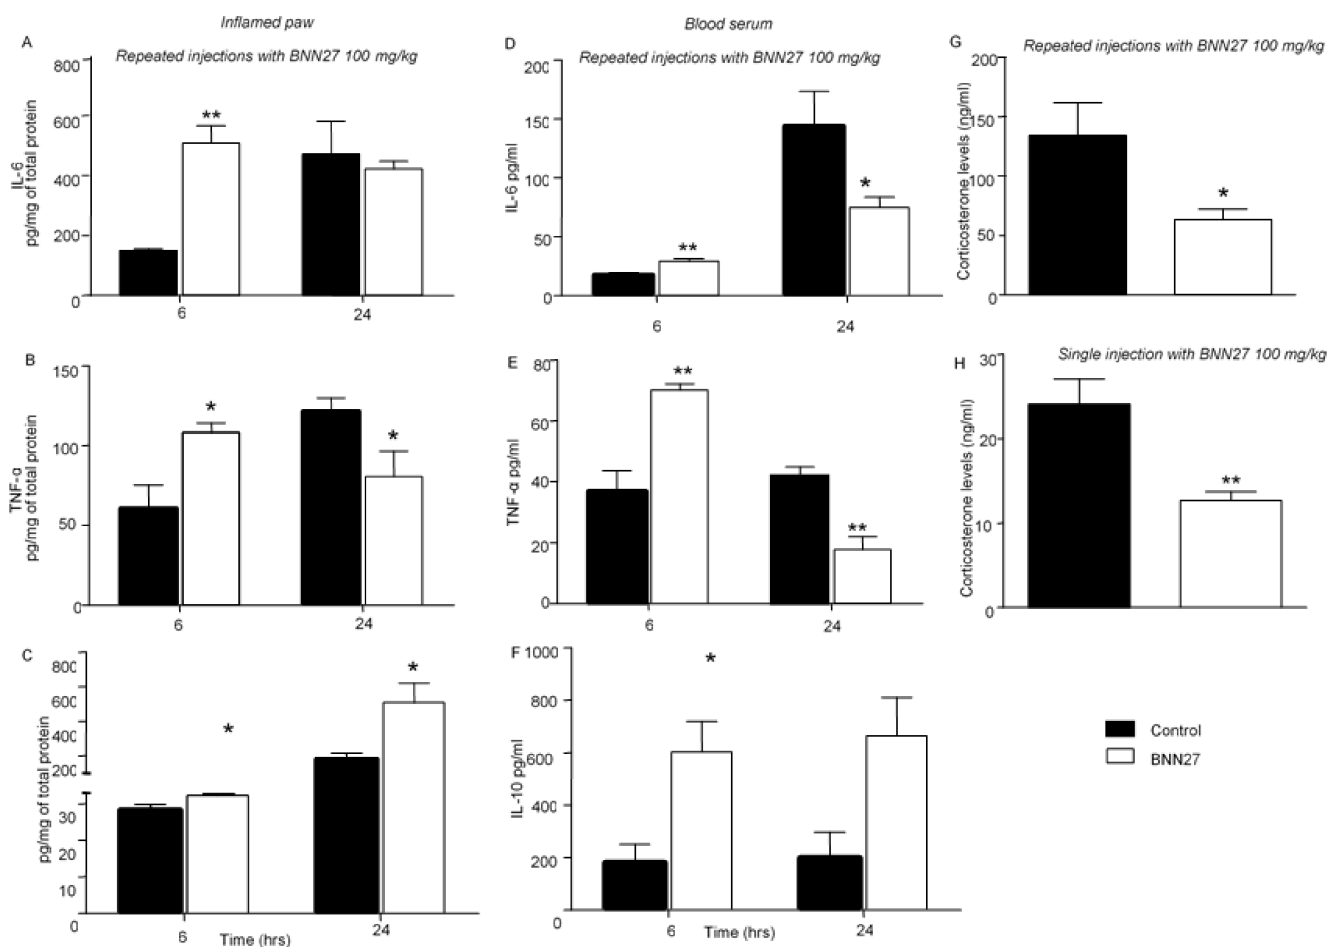 Inflamed paw
A
Repeated injections with BNN27 100 mg/kg
IL-6
pg/mg of total protein
800
600
400
200
0
**
6
24
B
TNF-α
pg/mg of total protein
150
100
50
0
*
*
6
24
C
pg/mg of total protein
800
600
400
200
30
20
10
0
*
*
6
24
Time (hrs)
Blood serum
D
Repeated injections with BNN27 100 mg/kg
IL-6 pg/ml
200
150
100
50
0
**
*
6
24
E
TNF-α pg/ml
80
60
40
20
0
**
**
6
24
F
IL-10 pg/ml
1000
800
600
400
200
0
*
6
24
Time (hrs)
G
Repeated injections with BNN27 100 mg/kg
Corticosterone levels (ng/ml)
200
150
100
50
0
*
H
Single injection with BNN27 100 mg/kg
Corticosterone levels (ng/ml)
30
20
10
0
**
Control
BNN27